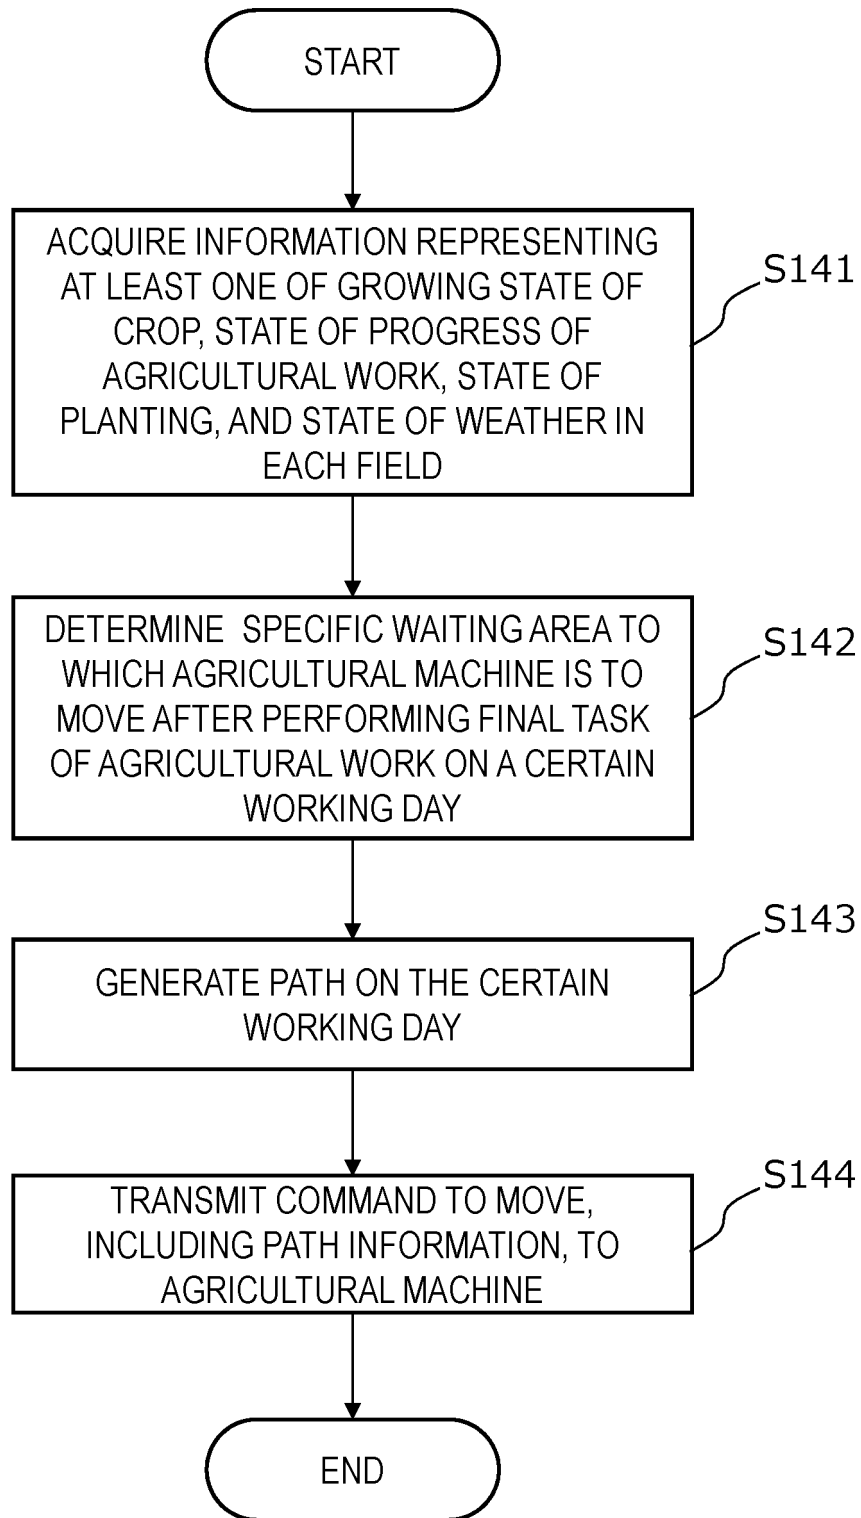 START
ACQUIRE INFORMATION REPRESENTING
AT LEAST ONE OF GROWING STATE OF
CROP, STATE OF PROGRESS OF
AGRICULTURAL WORK, STATE OF
PLANTING, AND STATE OF WEATHER IN
EACH FIELD
S141
DETERMINE SPECIFIC WAITING AREA TO
WHICH AGRICULTURAL MACHINE IS TO
MOVE AFTER PERFORMING FINAL TASK
OF AGRICULTURAL WORK ON A CERTAIN
WORKING DAY
S142
GENERATE PATH ON THE CERTAIN
WORKING DAY
S143
TRANSMIT COMMAND TO MOVE,
INCLUDING PATH INFORMATION, TO
AGRICULTURAL MACHINE
S144
END